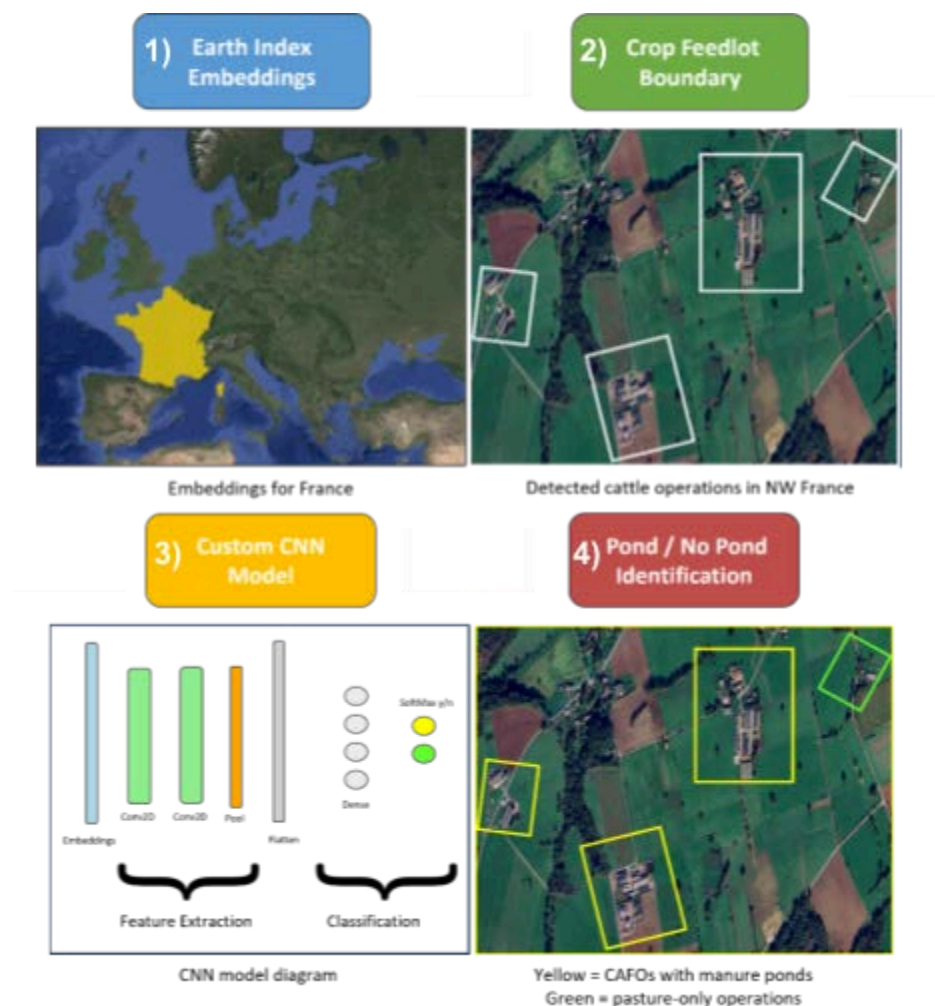 1) Earth Index
Embeddings
2) Crop Feedlot
Boundary
Embeddings for France
Detected cattle operations in NW France
3) Custom CNN
Model
4) Pond / No Pond
Identification
SoftMax y/n
Dense
Conv2D
Conv2D
Pool
Embeddings
Flatten
Feature Extraction
Classification
CNN model diagram
Yellow = CAFOs with manure ponds
Green = pasture-only operations